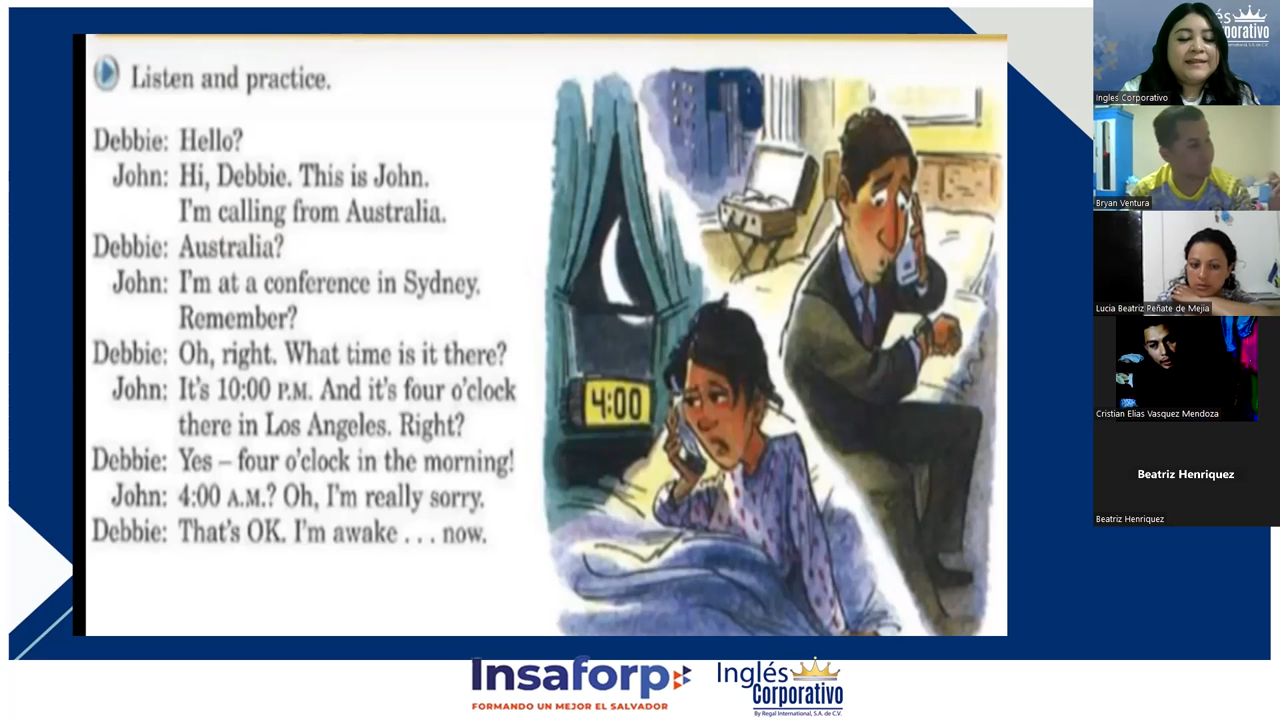 Listen and practice.
Debbie: Hello?
John: Hi, Debbie. This is John.
I'm calling from Australia.
Debbie: Australia?
John: I'm at a conference in Sydney.
Remember?
Debbie: Oh, right. What time is it there?
John: It's 10:00 P.M. And it's four o'clock
there in Los Angeles. Right?
Debbie: Yes – four o'clock in the morning!
John: 4:00 A.M.? Oh, I'm really sorry.
Debbie: That's OK. I'm awake . . . now.
4:00
Insaforp
FORMANDO UN MEJOR EL SALVADOR
Inglés
Corporativo
By Regal International, S.A. de C.V.
és
rporativo
Ingles Corporativo
Bryan Ventura
Lucia Beatriz Peñate de Mejia
Cristian Elias Vasquez Mendoza
Beatriz Henriquez
Beatriz Henriquez